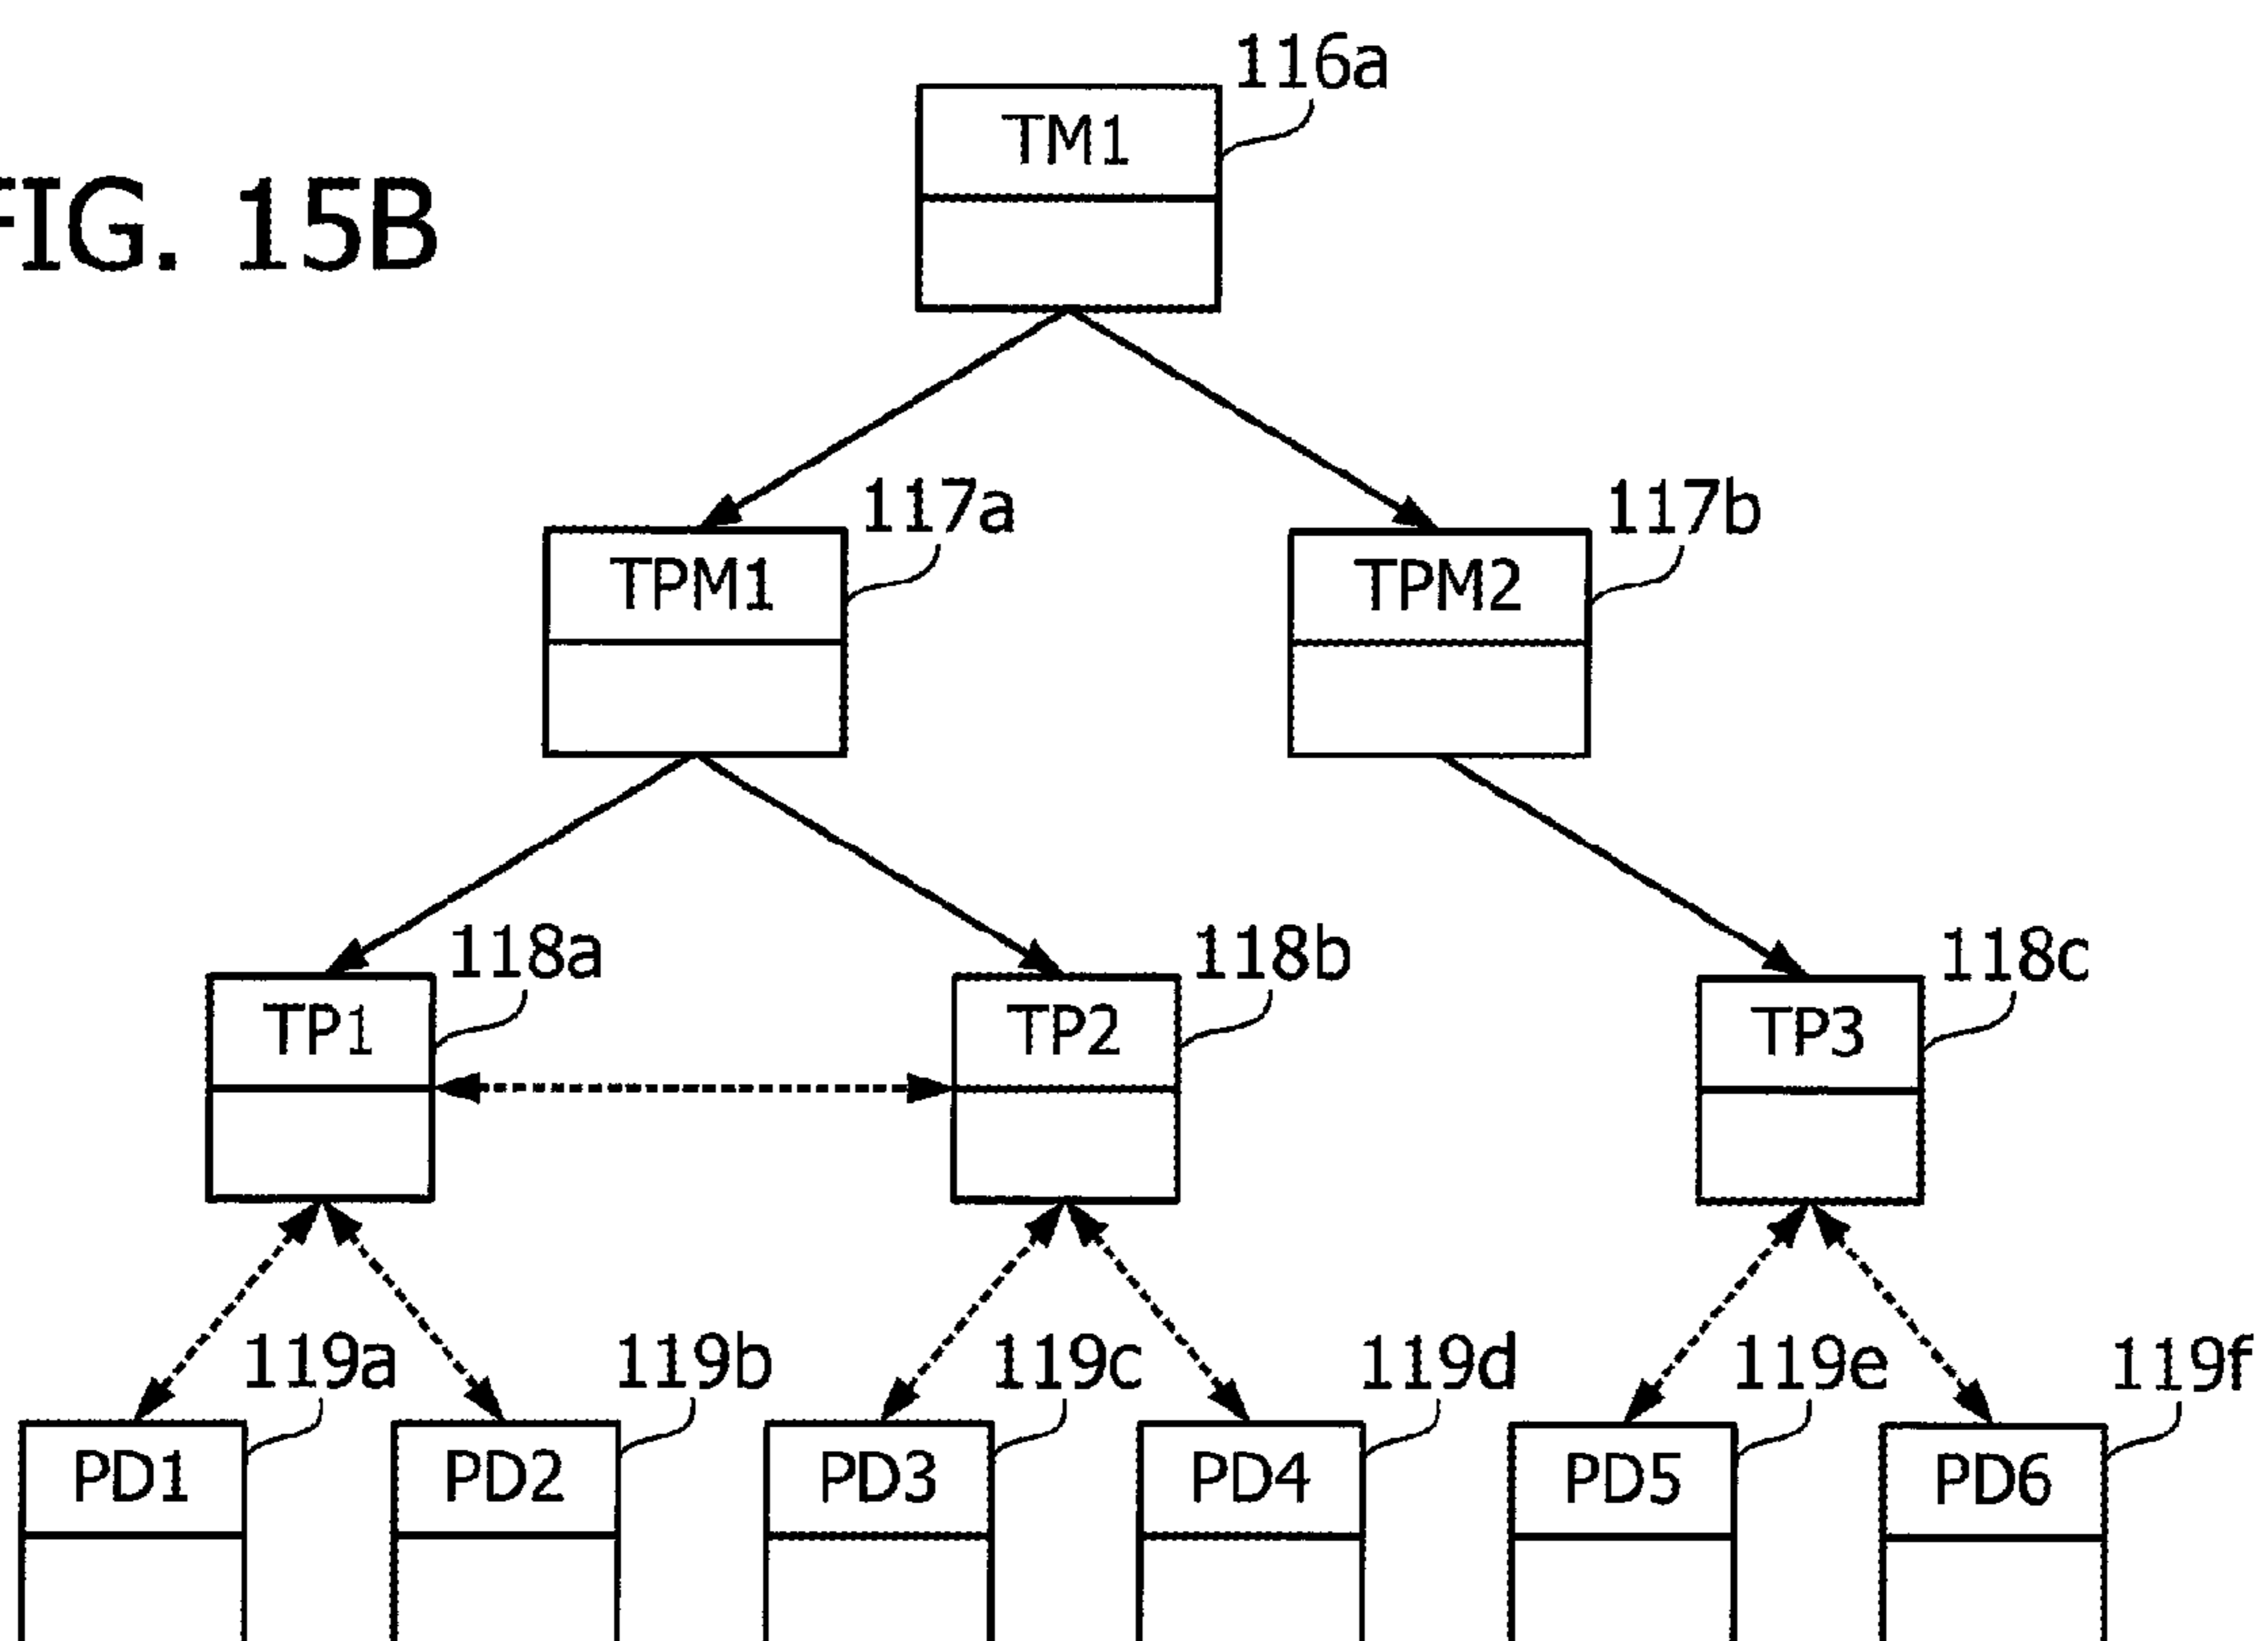 116a
TM1
FIG. 15B
117a
117b
TPM1
TPM2
118a
118b
118c
TP1
TP2
TP3
119a
119b
119c
119d
119e
119f
PD1
PD2
PD3
PD4
PD5
PD6